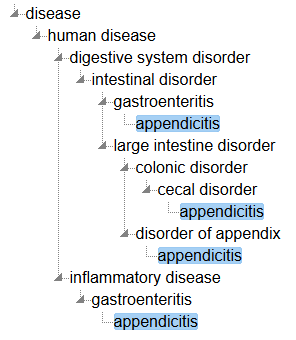 disease
human disease
digestive system disorder
intestinal disorder
gastroenteritis
appendicitis
large intestine disorder
colonic disorder
cecal disorder
appendicitis
disorder of appendix
appendicitis
inflammatory disease
gastroenteritis
appendicitis